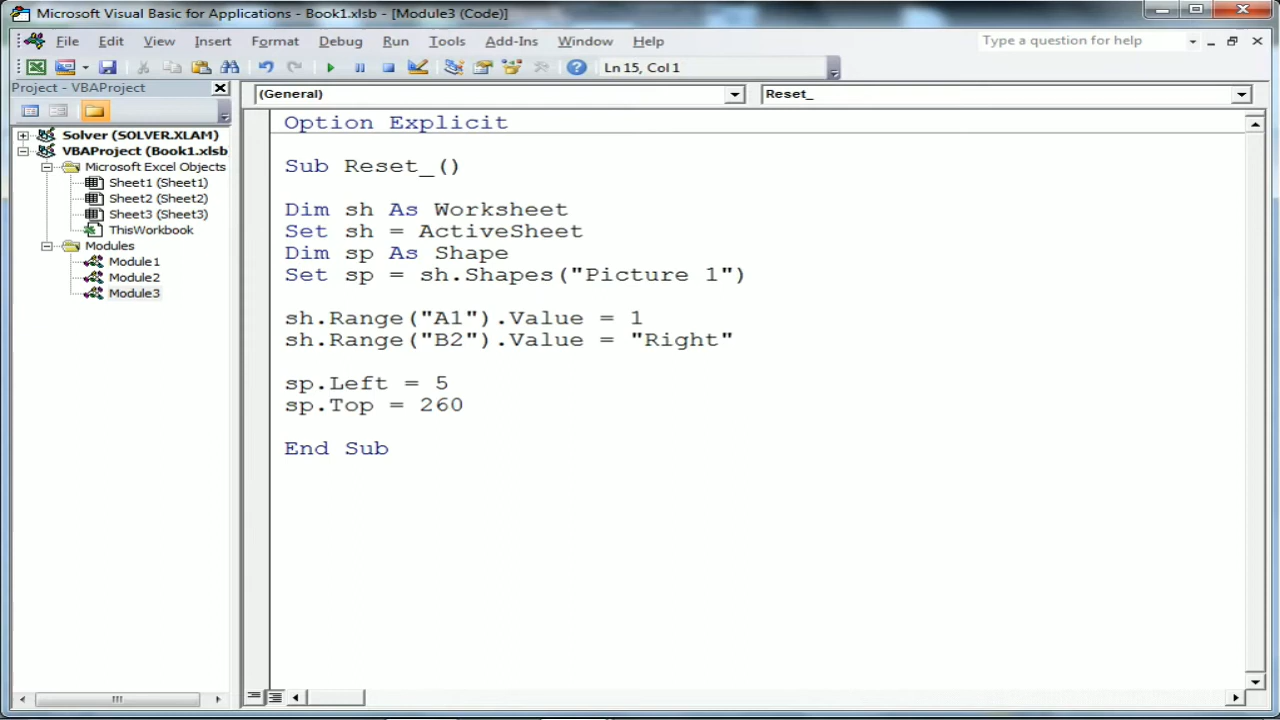 Microsoft Visual Basic for Applications - Book1.xlsb - [Module3 (Code)]
File Edit View Insert Format Debug Run Tools Add-Ins Window Help Type a question for help
Ln 15, Col 1
Project - VBAProject
(General) Reset_
Solver (SOLVER.XLAM)
VBAProject (Book1.xlsb
Microsoft Excel Objects
Sheet1 (Sheet1)
Sheet2 (Sheet2)
Sheet3 (Sheet3)
ThisWorkbook
Modules
Module1
Module2
Module3
Option Explicit
Sub Reset_()
Dim sh As Worksheet
Set sh = ActiveSheet
Dim sp As Shape
Set sp = sh.Shapes("Picture 1")
sh.Range("A1").Value = 1
sh.Range("B2").Value = "Right"
sp.Left = 5
sp.Top = 260
End Sub